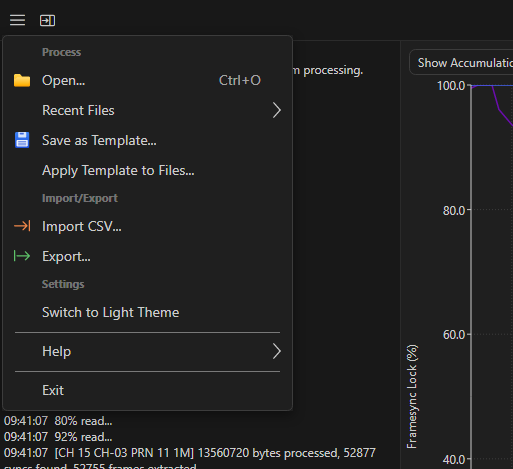 Process
m processing.
Show Accumulatio
Open... Ctrl+O
100.0
Recent Files
Save as Template...
Apply Template to Files...
Import/Export
80.0
Import CSV...
Export...
Settings
Switch to Light Theme
60.0
Help
Framesync Lock (%)
Exit
09:41:07 80% read...
09:41:07 92% read...
09:41:07 [CH 15 CH-03 PRN 11 1M] 13560720 bytes processed, 52877
syncs found, 52755 frames extracted
40.0